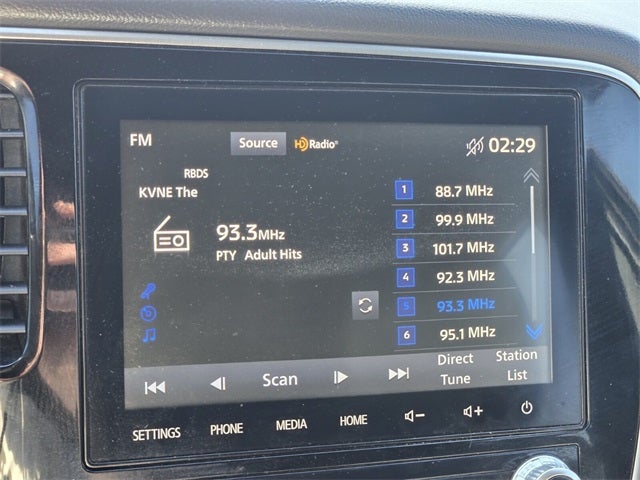 FM Source HD Radio 02:29
RBDS
KVNE The
93.3 MHz
PTY Adult Hits
1 88.7 MHz
2 99.9 MHz
3 101.7 MHz
4 92.3 MHz
5 93.3 MHz
6 95.1 MHz
Scan
Direct
Tune
Station
List
SETTINGS PHONE MEDIA HOME